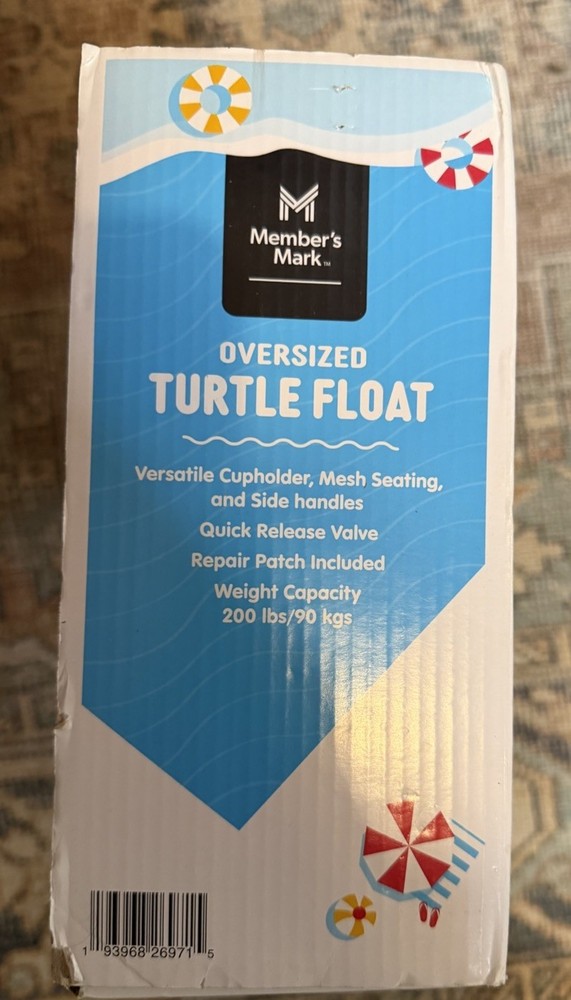 Member's
Mark™
OVERSIZED
TURTLE FLOAT
Versatile Cupholder, Mesh Seating,
and Side handles
Quick Release Valve
Repair Patch Included
Weight Capacity
200 lbs/90 kgs
1 93968 26971 5